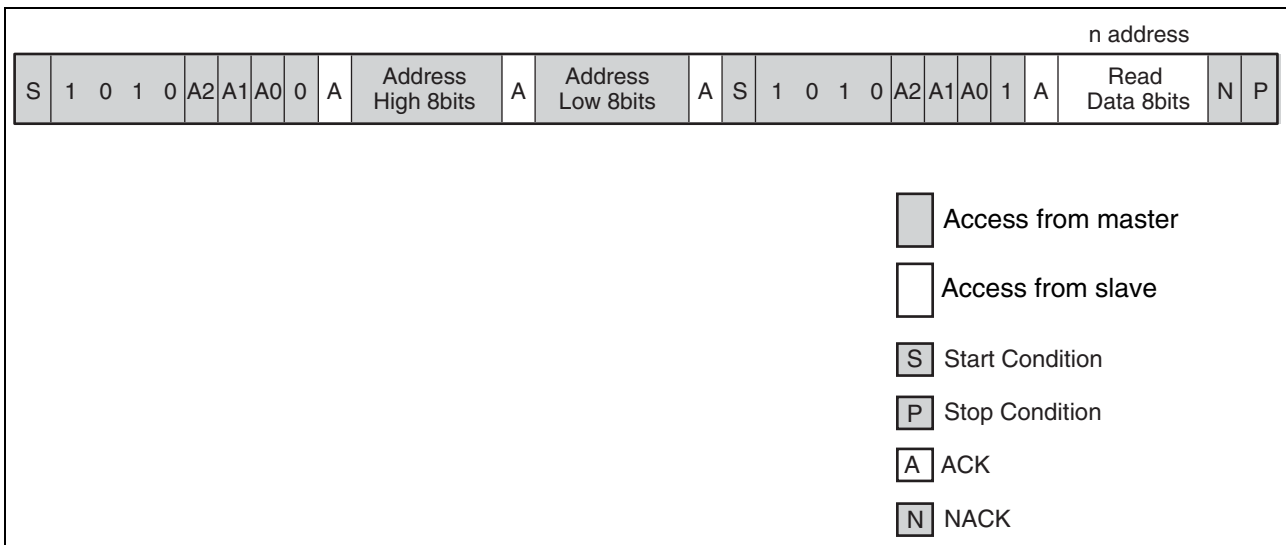 n address
S 1 0 1 0 A2 A1 A0 0 A Address High 8bits A Address Low 8bits A S 1 0 1 0 A2 A1 A0 1 A Read Data 8bits N P
Access from master
Access from slave
S Start Condition
P Stop Condition
A ACK
N NACK